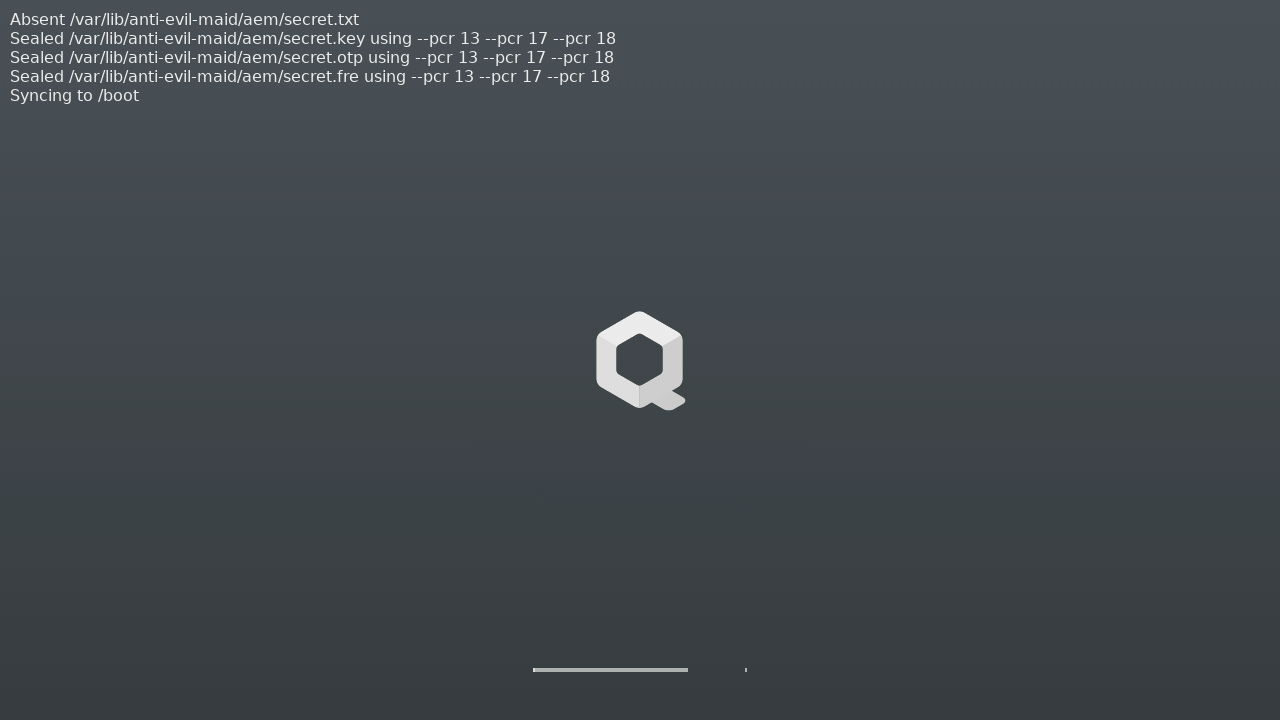 Absent /var/lib/anti-evil-maid/aem/secret.txt
Sealed /var/lib/anti-evil-maid/aem/secret.key using --pcr 13 --pcr 17 --pcr 18
Sealed /var/lib/anti-evil-maid/aem/secret.otp using --pcr 13 --pcr 17 --pcr 18
Sealed /var/lib/anti-evil-maid/aem/secret.fre using --pcr 13 --pcr 17 --pcr 18
Syncing to /boot